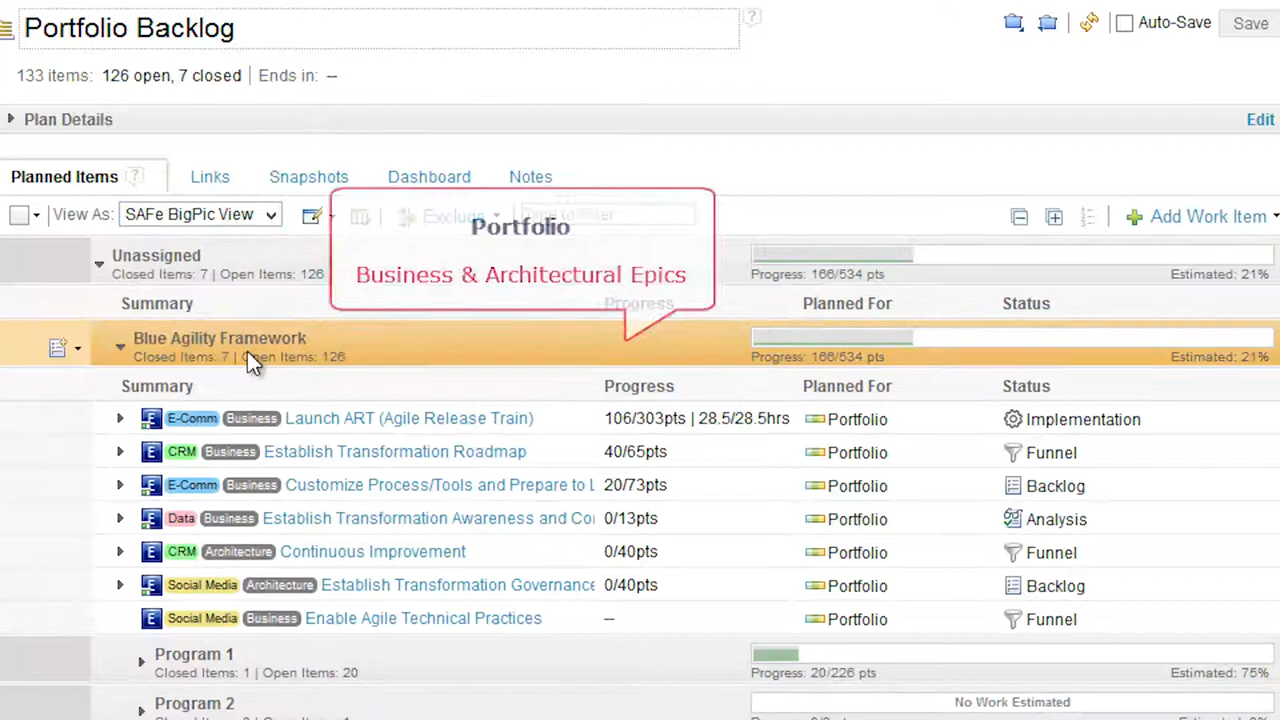 Portfolio Backlog
?
Auto-Save
Save
133 items: 126 open, 7 closed | Ends in: --
Plan Details
Edit
Planned Items ?
Links
Snapshots
Dashboard
Notes
View As: SAFe BigPic View
Exclude
Type to filter
Add Work Item
Portfolio
Business & Architectural Epics
Unassigned
Closed Items: 7 | Open Items: 126
Progress: 166/534 pts
Estimated: 21%
Summary Progress Planned For Status
Blue Agility Framework
Closed Items: 7 | Open Items: 126
Progress: 166/534 pts
Estimated: 21%
Summary Progress Planned For Status
E E-Comm Business Launch ART (Agile Release Train) 106/303pts | 28.5/28.5hrs Portfolio Implementation
E CRM Business Establish Transformation Roadmap 40/65pts Portfolio Funnel
E E-Comm Business Customize Process/Tools and Prepare to L 20/73pts Portfolio Backlog
E Data Business Establish Transformation Awareness and Co 0/13pts Portfolio Analysis
E CRM Architecture Continuous Improvement 0/40pts Portfolio Funnel
E Social Media Architecture Establish Transformation Governance 0/40pts Portfolio Backlog
E Social Media Business Enable Agile Technical Practices -- Portfolio Funnel
Program 1
Closed Items: 1 | Open Items: 20
Progress: 20/226 pts
Estimated: 75%
Program 2
No Work Estimated